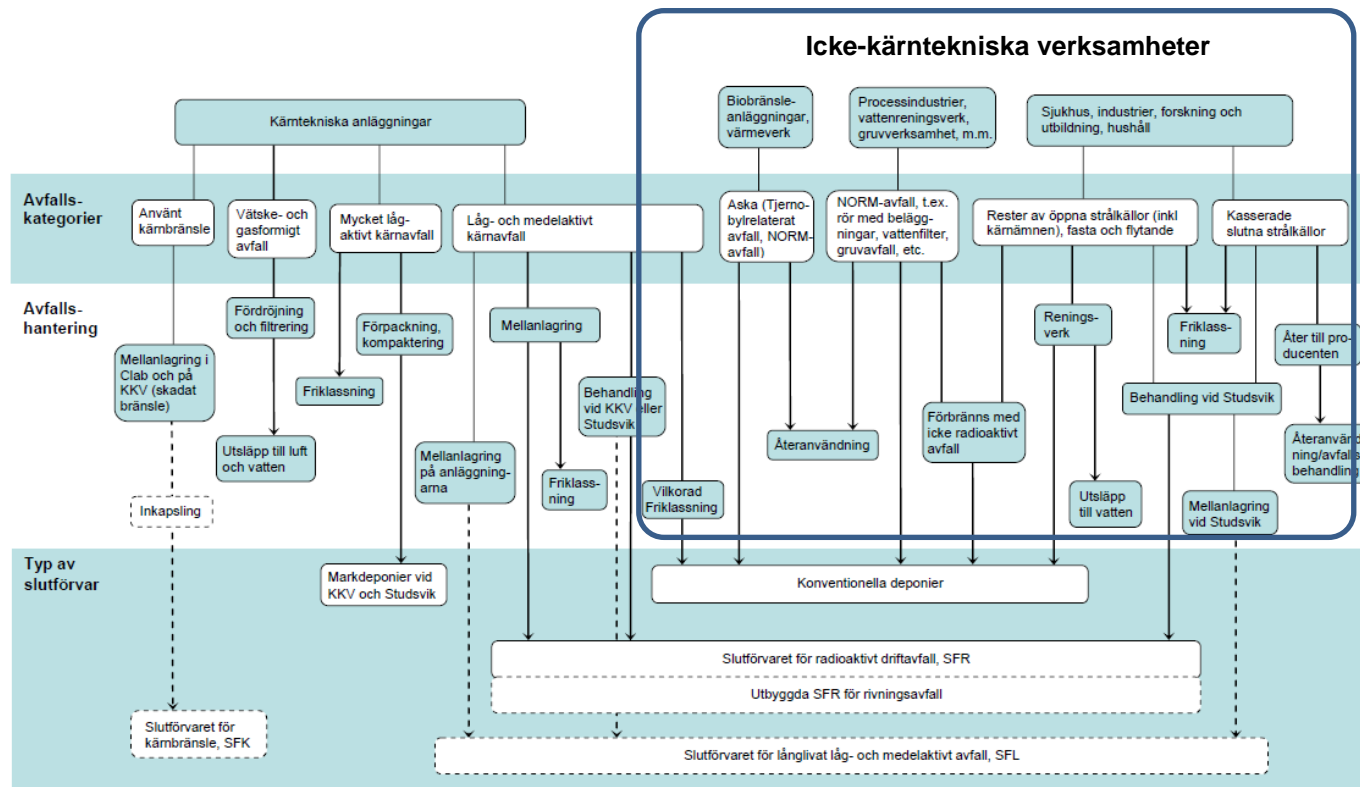 Icke-kärntekniska verksamheter
Kärntekniska anläggningar
Biobränsle-
anläggningar,
värmeverk
Processindustrier,
vattenreningsverk,
gruvverksamhet, m.m.
Sjukhus, industrier, forskning och
utbildning, hushåll
Avfalls-
kategorier
Använt
kärnbränsle
Vätske- och
gasformigt
avfall
Mycket låg-
aktivt kärnavfall
Låg- och medelaktivt
kärnavfall
Aska (Tjerno-
bylrelaterat
avfall, NORM-
avfall)
NORM-avfall, t.ex.
rör med belägg-
ningar, vattenfilter,
gruvavfall, etc.
Rester av öppna strålkällor (inkl
kärnämnen), fasta och flytande
Kasserade
slutna strålkällor
Avfalls-
hantering
Mellanlagring i
Clab och på
KKV (skadat
bränsle)
Fördröjning
och filtrering
Förpackning,
kompaktering
Mellanlagring
Friklassning
Behandling
vid KKV eller
Studsvik
Utsläpp till luft
och vatten
Mellanlagring
på anläggning-
arna
Friklass-
ning
Vilkorad
Friklassning
Återanvändning
Förbränns med
icke radioaktivt
avfall
Renings-
verk
Utsläpp
till vatten
Friklass-
ning
Behandling vid Studsvik
Mellanlagring
vid Studsvik
Åter till pro-
ducenten
Återanvänd
ning/avfalls
behandling
Inkapsling
Typ av
slutförvar
Markdeponier vid
KKV och Studsvik
Konventionella deponier
Slutförvaret för radioaktivt driftavfall, SFR
Utbyggda SFR för rivningsavfall
Slutförvaret för
kärnbränsle, SFK
Slutförvaret för långlivat låg- och medelaktivt avfall, SFL